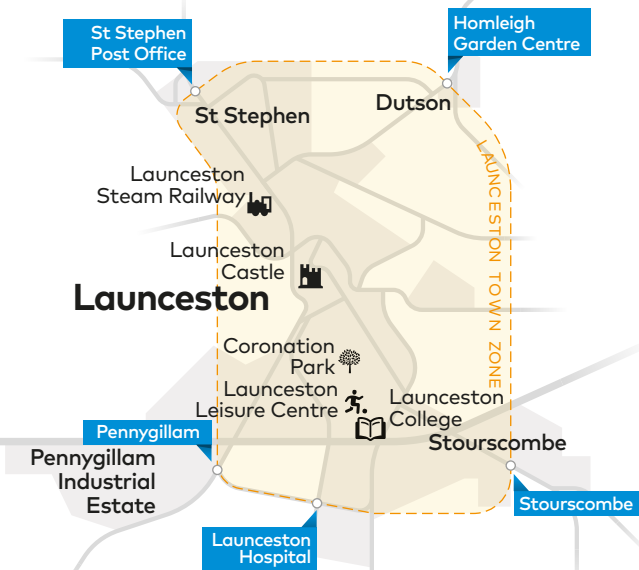 St Stephen
Post Office
Homleigh
Garden Centre
St Stephen
Dutson
LAUNCESTON TOWN ZONE
Launceston
Steam Railway
Launceston
Castle
Launceston
Coronation
Park
Launceston
Leisure Centre
Launceston
College
Pennygillam
Stourscombe
Pennygillam
Industrial
Estate
Stourscombe
Launceston
Hospital